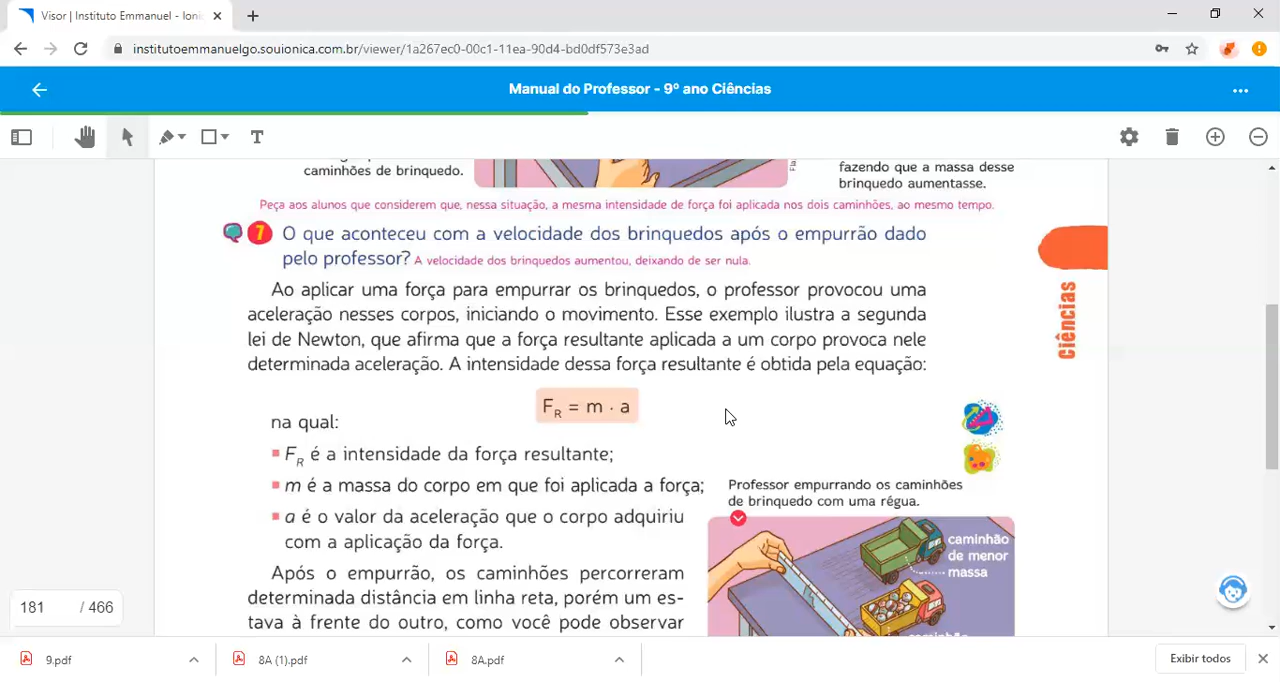 Visor | Instituto Emmanuel - Ioni
institutoemmanuelgo.souionica.com.br/viewer/1a267ec0-00c1-11ea-90d4-bd0df573e3ad
Manual do Professor - 9º ano Ciências
T
caminhões de brinquedo.
fazendo que a massa desse
brinquedo aumentasse.
Peça aos alunos que considerem que, nessa situação, a mesma intensidade de força foi aplicada nos dois caminhões, ao mesmo tempo.
7 O que aconteceu com a velocidade dos brinquedos após o empurrão dado
pelo professor? A velocidade dos brinquedos aumentou, deixando de ser nula.
Ao aplicar uma força para empurrar os brinquedos, o professor provocou uma
aceleração nesses corpos, iniciando o movimento. Esse exemplo ilustra a segunda
lei de Newton, que afirma que a força resultante aplicada a um corpo provoca nele
determinada aceleração. A intensidade dessa força resultante é obtida pela equação:
F_R = m · a
na qual:
F_R é a intensidade da força resultante;
m é a massa do corpo em que foi aplicada a força;
a é o valor da aceleração que o corpo adquiriu
com a aplicação da força.
Após o empurrão, os caminhões percorreram
determinada distância em linha reta, porém um es-
tava à frente do outro, como você pode observar
Professor empurrando os caminhões
de brinquedo com uma régua.
caminhão
de menor
massa
Ciências
181 / 466
9.pdf
8A (1).pdf
8A.pdf
Exibir todos